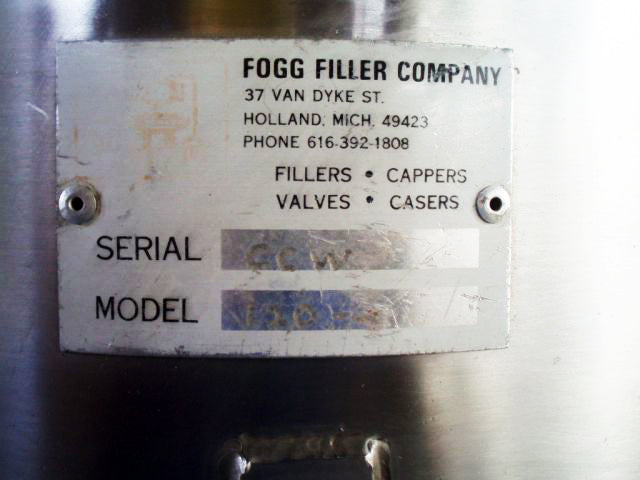 FOGG FILLER COMPANY
37 VAN DYKE ST.
HOLLAND, MICH. 49423
PHONE 616-392-1808
FILLERS • CAPPERS
VALVES • CASERS
SERIAL CCW
MODEL